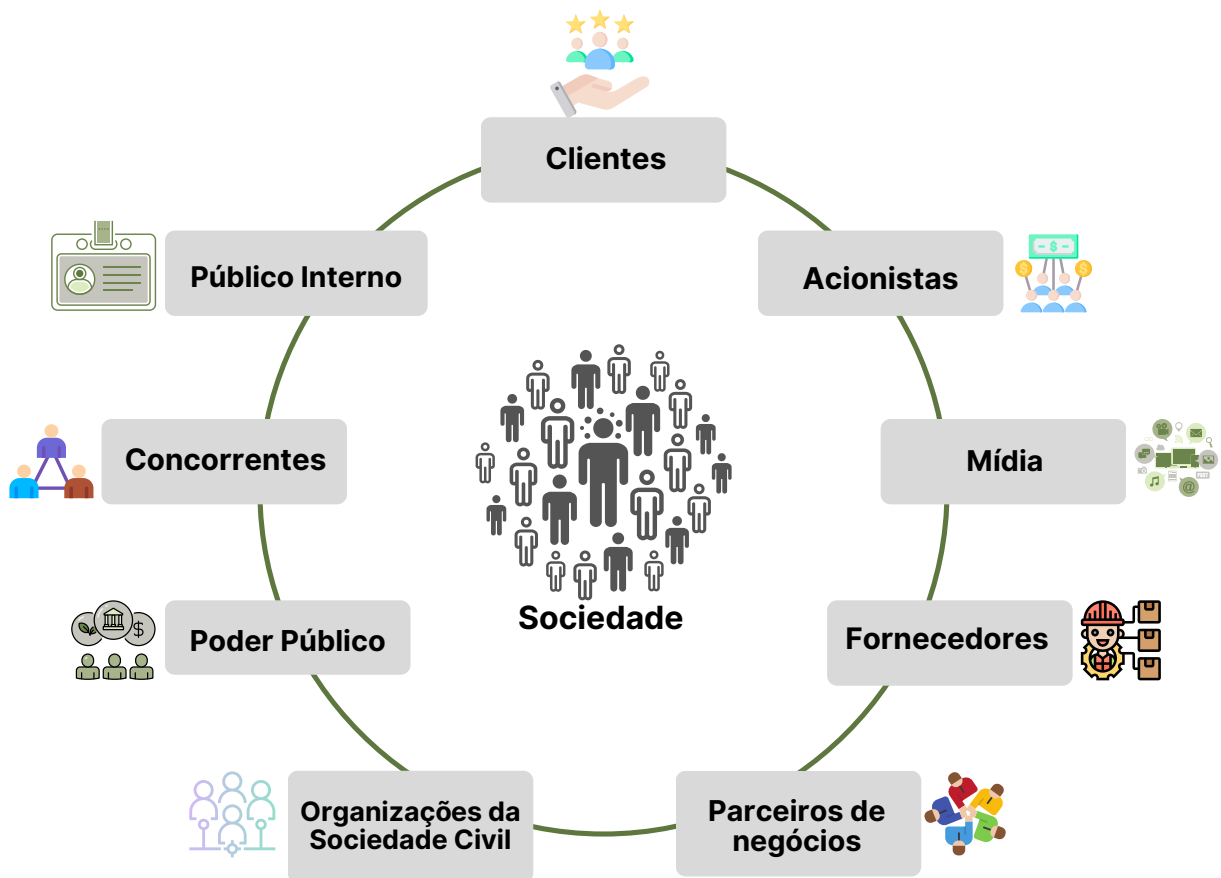 Clientes
Público Interno
Acionistas
Concorrentes
Mídia
Sociedade
Poder Público
Fornecedores
Organizações da
Sociedade Civil
Parceiros de
negócios